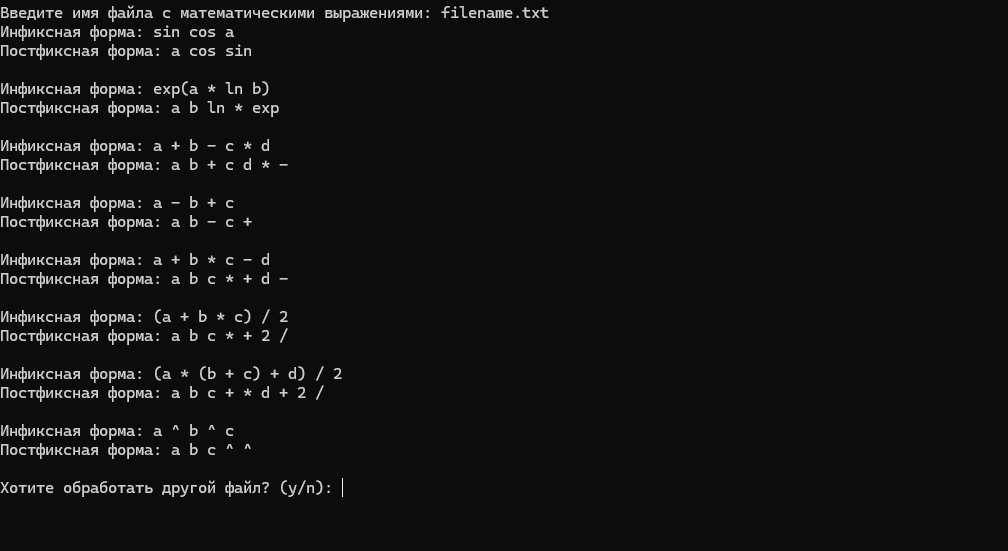 Введите имя файла с математическими выражениями: filename.txt
Инфиксная форма: sin cos a
Постфиксная форма: a cos sin
Инфиксная форма: exp(a * ln b)
Постфиксная форма: a b ln * exp
Инфиксная форма: a + b - c * d
Постфиксная форма: a b + c d * -
Инфиксная форма: a - b + c
Постфиксная форма: a b - c +
Инфиксная форма: a + b * c - d
Постфиксная форма: a b c * + d -
Инфиксная форма: (a + b * c) / 2
Постфиксная форма: a b c * + 2 /
Инфиксная форма: (a * (b + c) + d) / 2
Постфиксная форма: a b c + * d + 2 /
Инфиксная форма: a ^ b ^ c
Постфиксная форма: a b c ^ ^
Хотите обработать другой файл? (y/n):